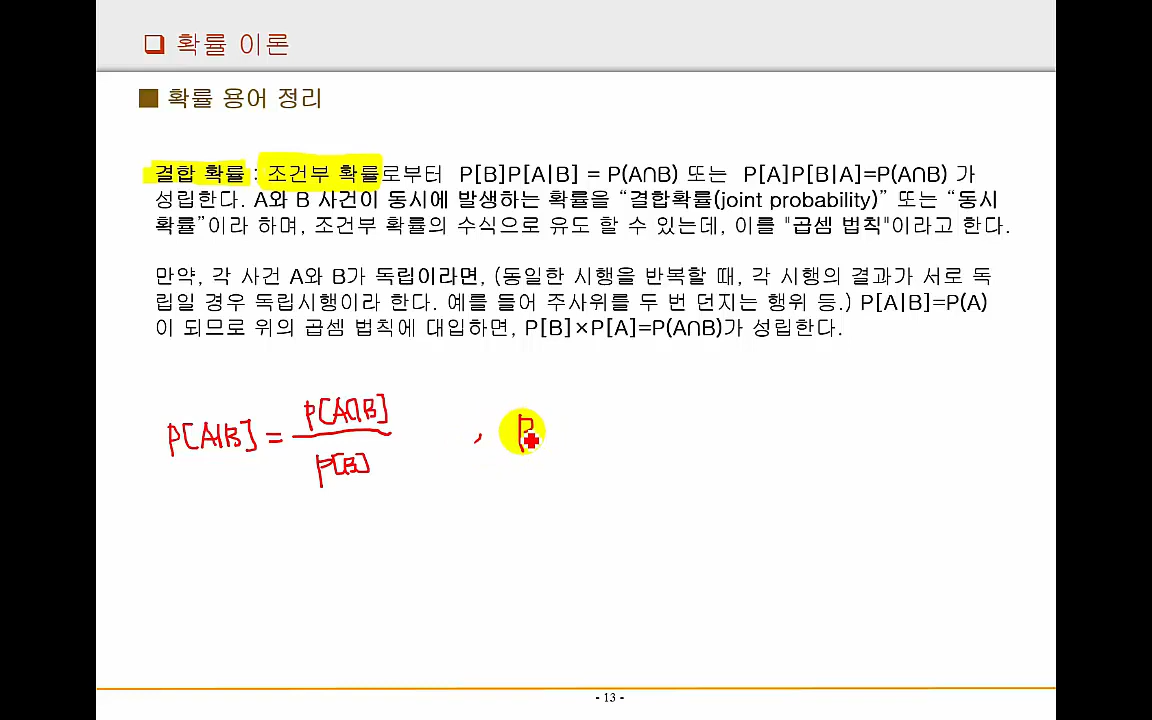 ❑ 확률 이론
■ 확률 용어 정리
결합 확률 : 조건부 확률로부터 P[B]P[A|B] = P(A∩B) 또는 P[A]P[B|A]=P(A∩B) 가
성립한다. A와 B 사건이 동시에 발생하는 확률을 “결합확률(joint probability)” 또는 “동시
확률”이라 하며, 조건부 확률의 수식으로 유도 할 수 있는데, 이를 "곱셈 법칙"이라고 한다.
만약, 각 사건 A와 B가 독립이라면, (동일한 시행을 반복할 때, 각 시행의 결과가 서로 독
립일 경우 독립시행이라 한다. 예를 들어 주사위를 두 번 던지는 행위 등.) P[A|B]=P(A)
이 되므로 위의 곱셈 법칙에 대입하면, P[B]×P[A]=P(A∩B)가 성립한다.
P[A∩B]
P[A|B] = , P
P[B]
- 13 -